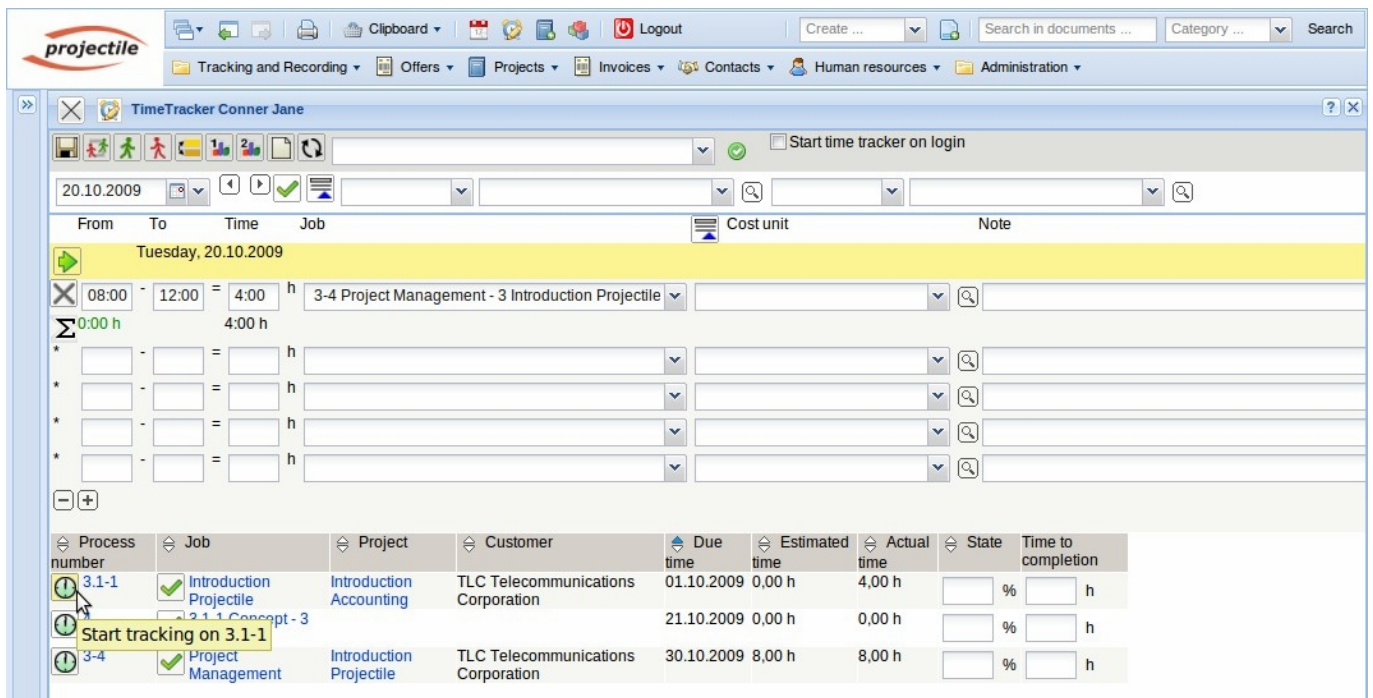 projectile
Clipboard Logout Create ... Search in documents ... Category ... Search
Tracking and Recording Offers Projects Invoices Contacts Human resources Administration
TimeTracker Conner Jane
Start time tracker on login
20.10.2009
From To Time Job Cost unit Note
Tuesday, 20.10.2009
08:00 - 12:00 = 4:00 h 3-4 Project Management - 3 Introduction Projectile
Σ 0:00 h 4:00 h
* - = h
* - = h
* - = h
* - = h
Process number Job Project Customer Due time Estimated time Actual time State Time to completion
3.1-1 Introduction Projectile Introduction Accounting TLC Telecommunications Corporation 01.10.2009 0,00 h 4,00 h % h
Concept - 3 21.10.2009 0,00 h 0,00 h % h
Start tracking on 3.1-1
3-4 Project Management Introduction Projectile TLC Telecommunications Corporation 30.10.2009 8,00 h 8,00 h % h